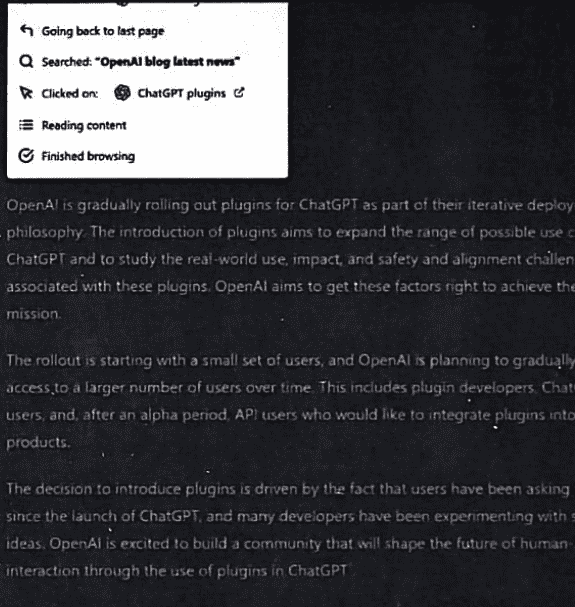 Going back to last page
Searched: "OpenAI blog latest news"
Clicked on: ChatGPT plugins
Reading content
Finished browsing
OpenAI is gradually rolling out plugins for ChatGPT as part of their iterative deploy
philosophy. The introduction of plugins aims to expand the range of possible use c
ChatGPT and to study the real-world use, impact, and safety and alignment challen
associated with these plugins. OpenAI aims to get these factors right to achieve the
mission.
The rollout is starting with a small set of users, and OpenAI is planning to gradually
access to a larger number of users over time. This includes plugin developers, Chat
users, and, after an alpha period, API users who would like to integrate plugins into
products.
The decision to introduce plugins is driven by the fact that users have been asking
since the launch of ChatGPT, and many developers have been experimenting with s
ideas. OpenAI is excited to build a community that will shape the future of human-
interaction through the use of plugins in ChatGPT